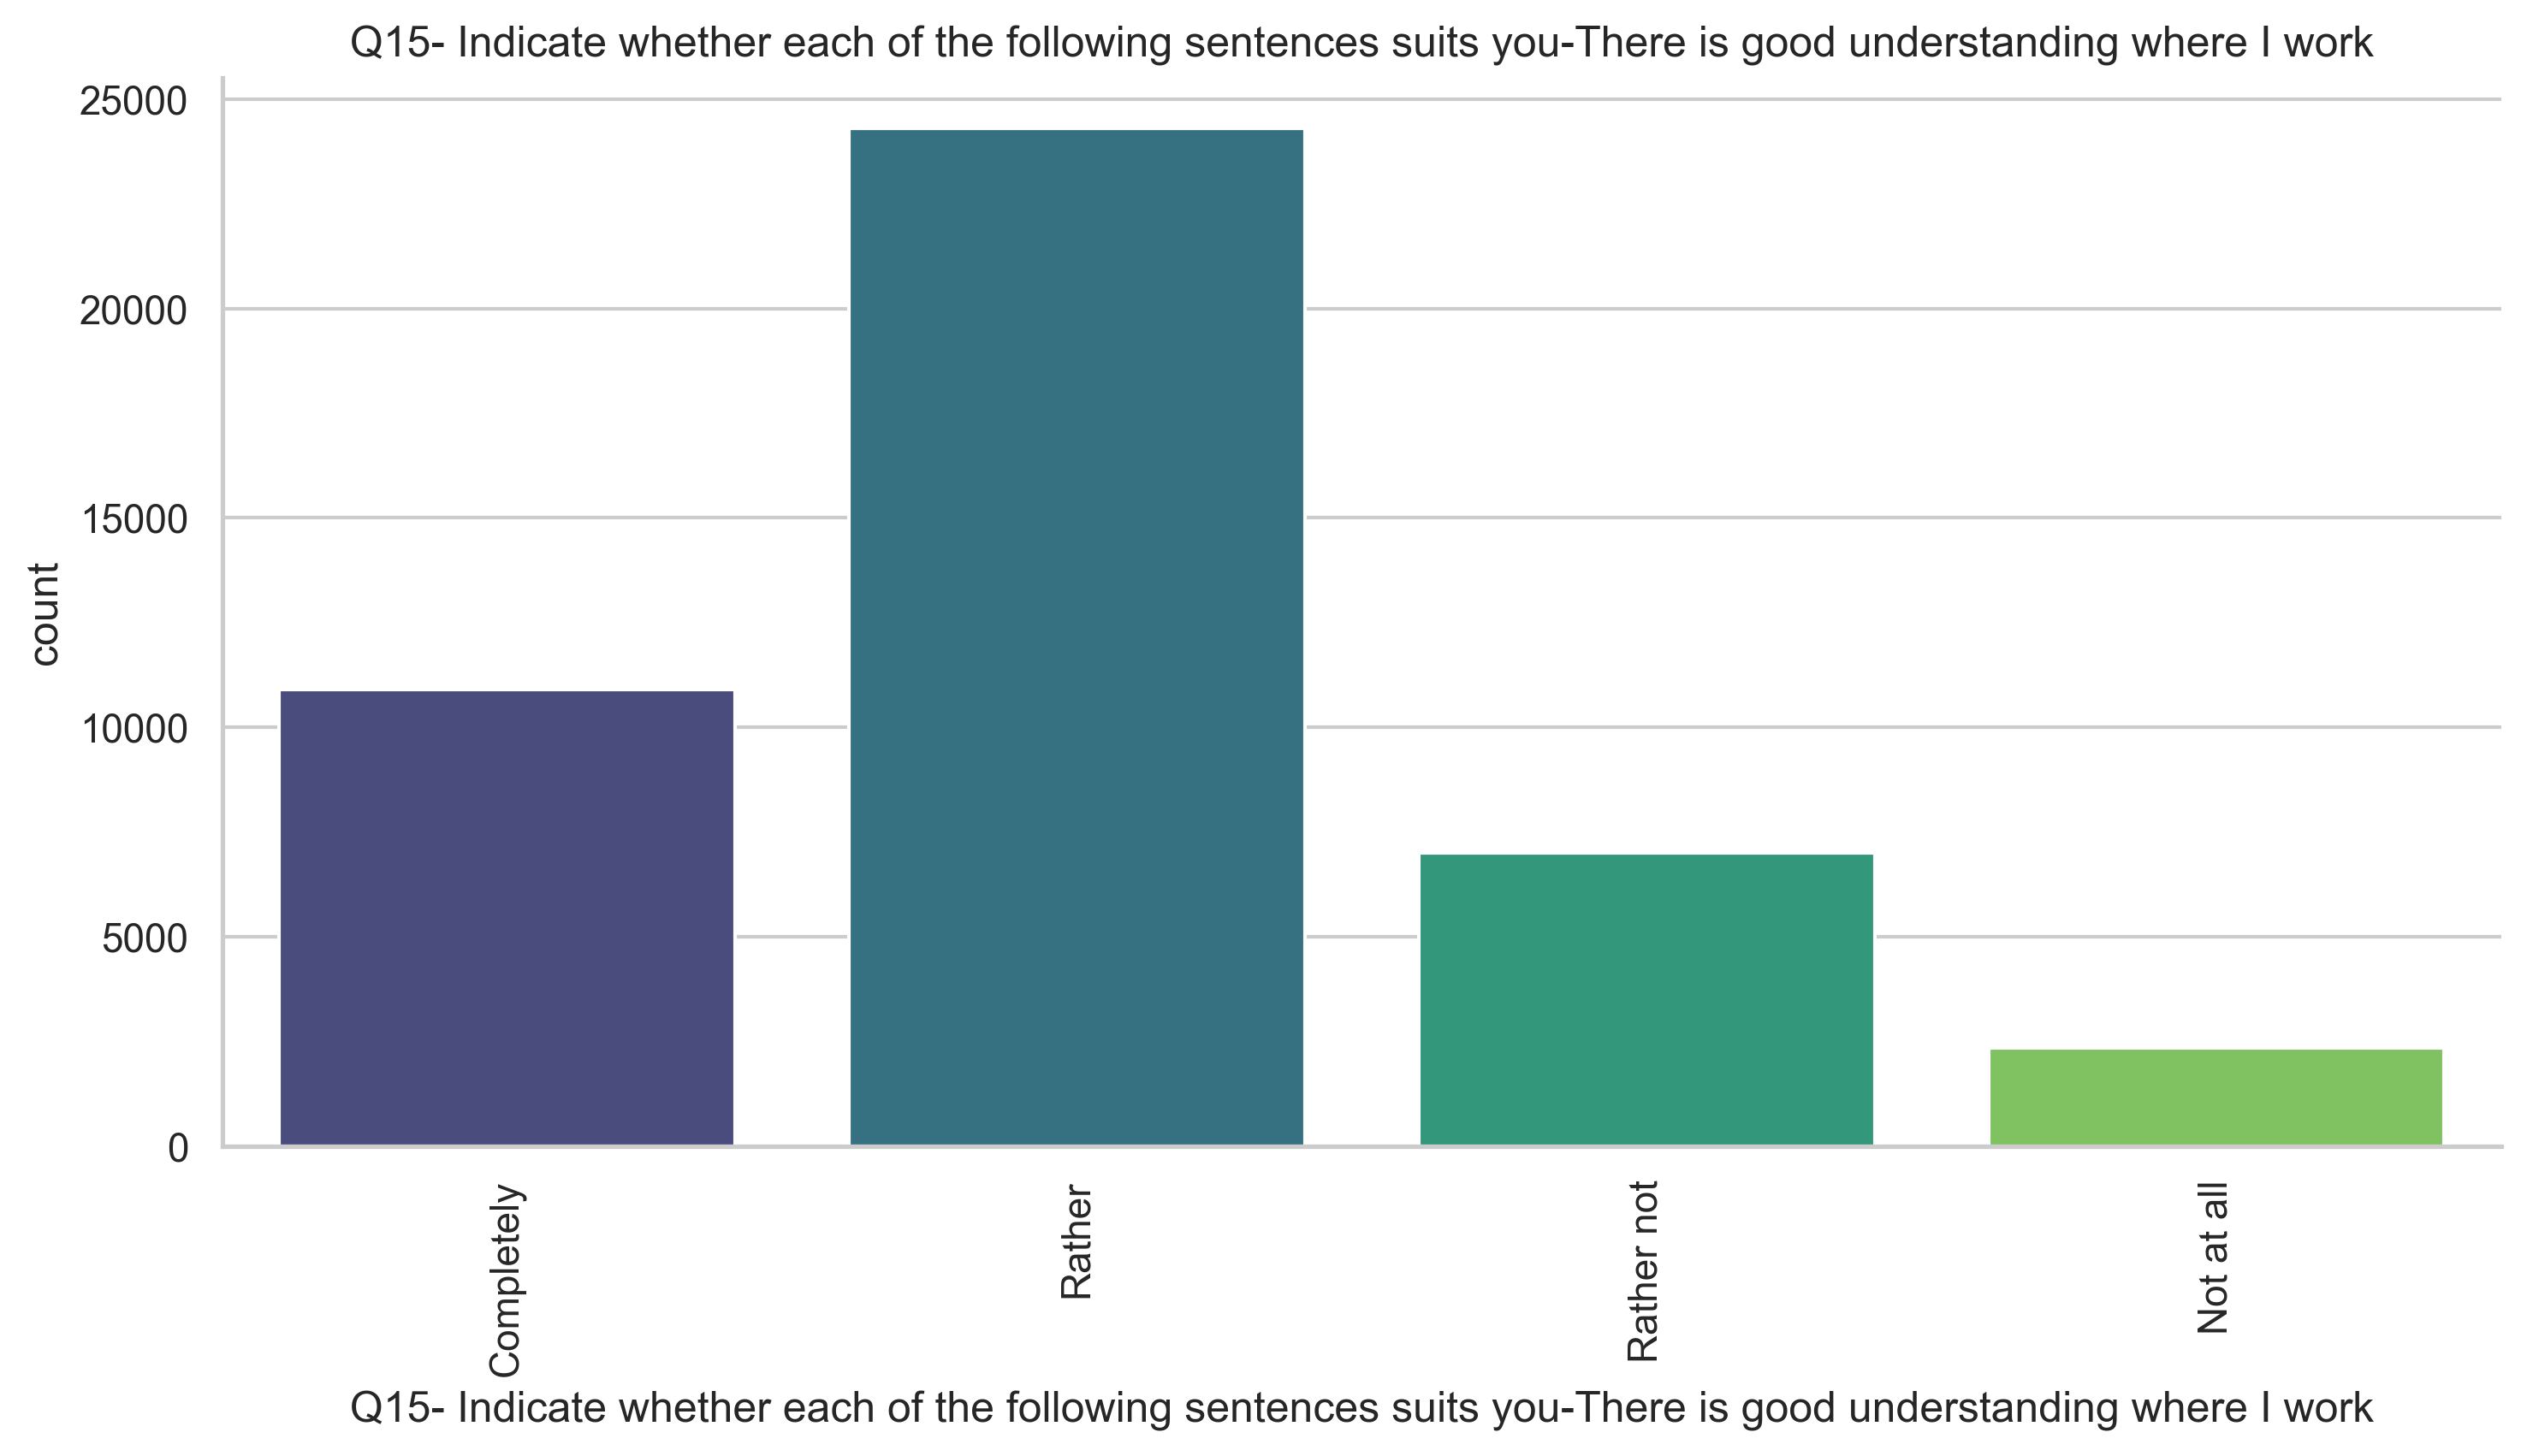 Q15- Indicate whether each of the following sentences suits you-There is good understanding where I work
25000
20000
15000
10000
5000
0
count
Completely
Rather
Rather not
Not at all
Q15- Indicate whether each of the following sentences suits you-There is good understanding where I work